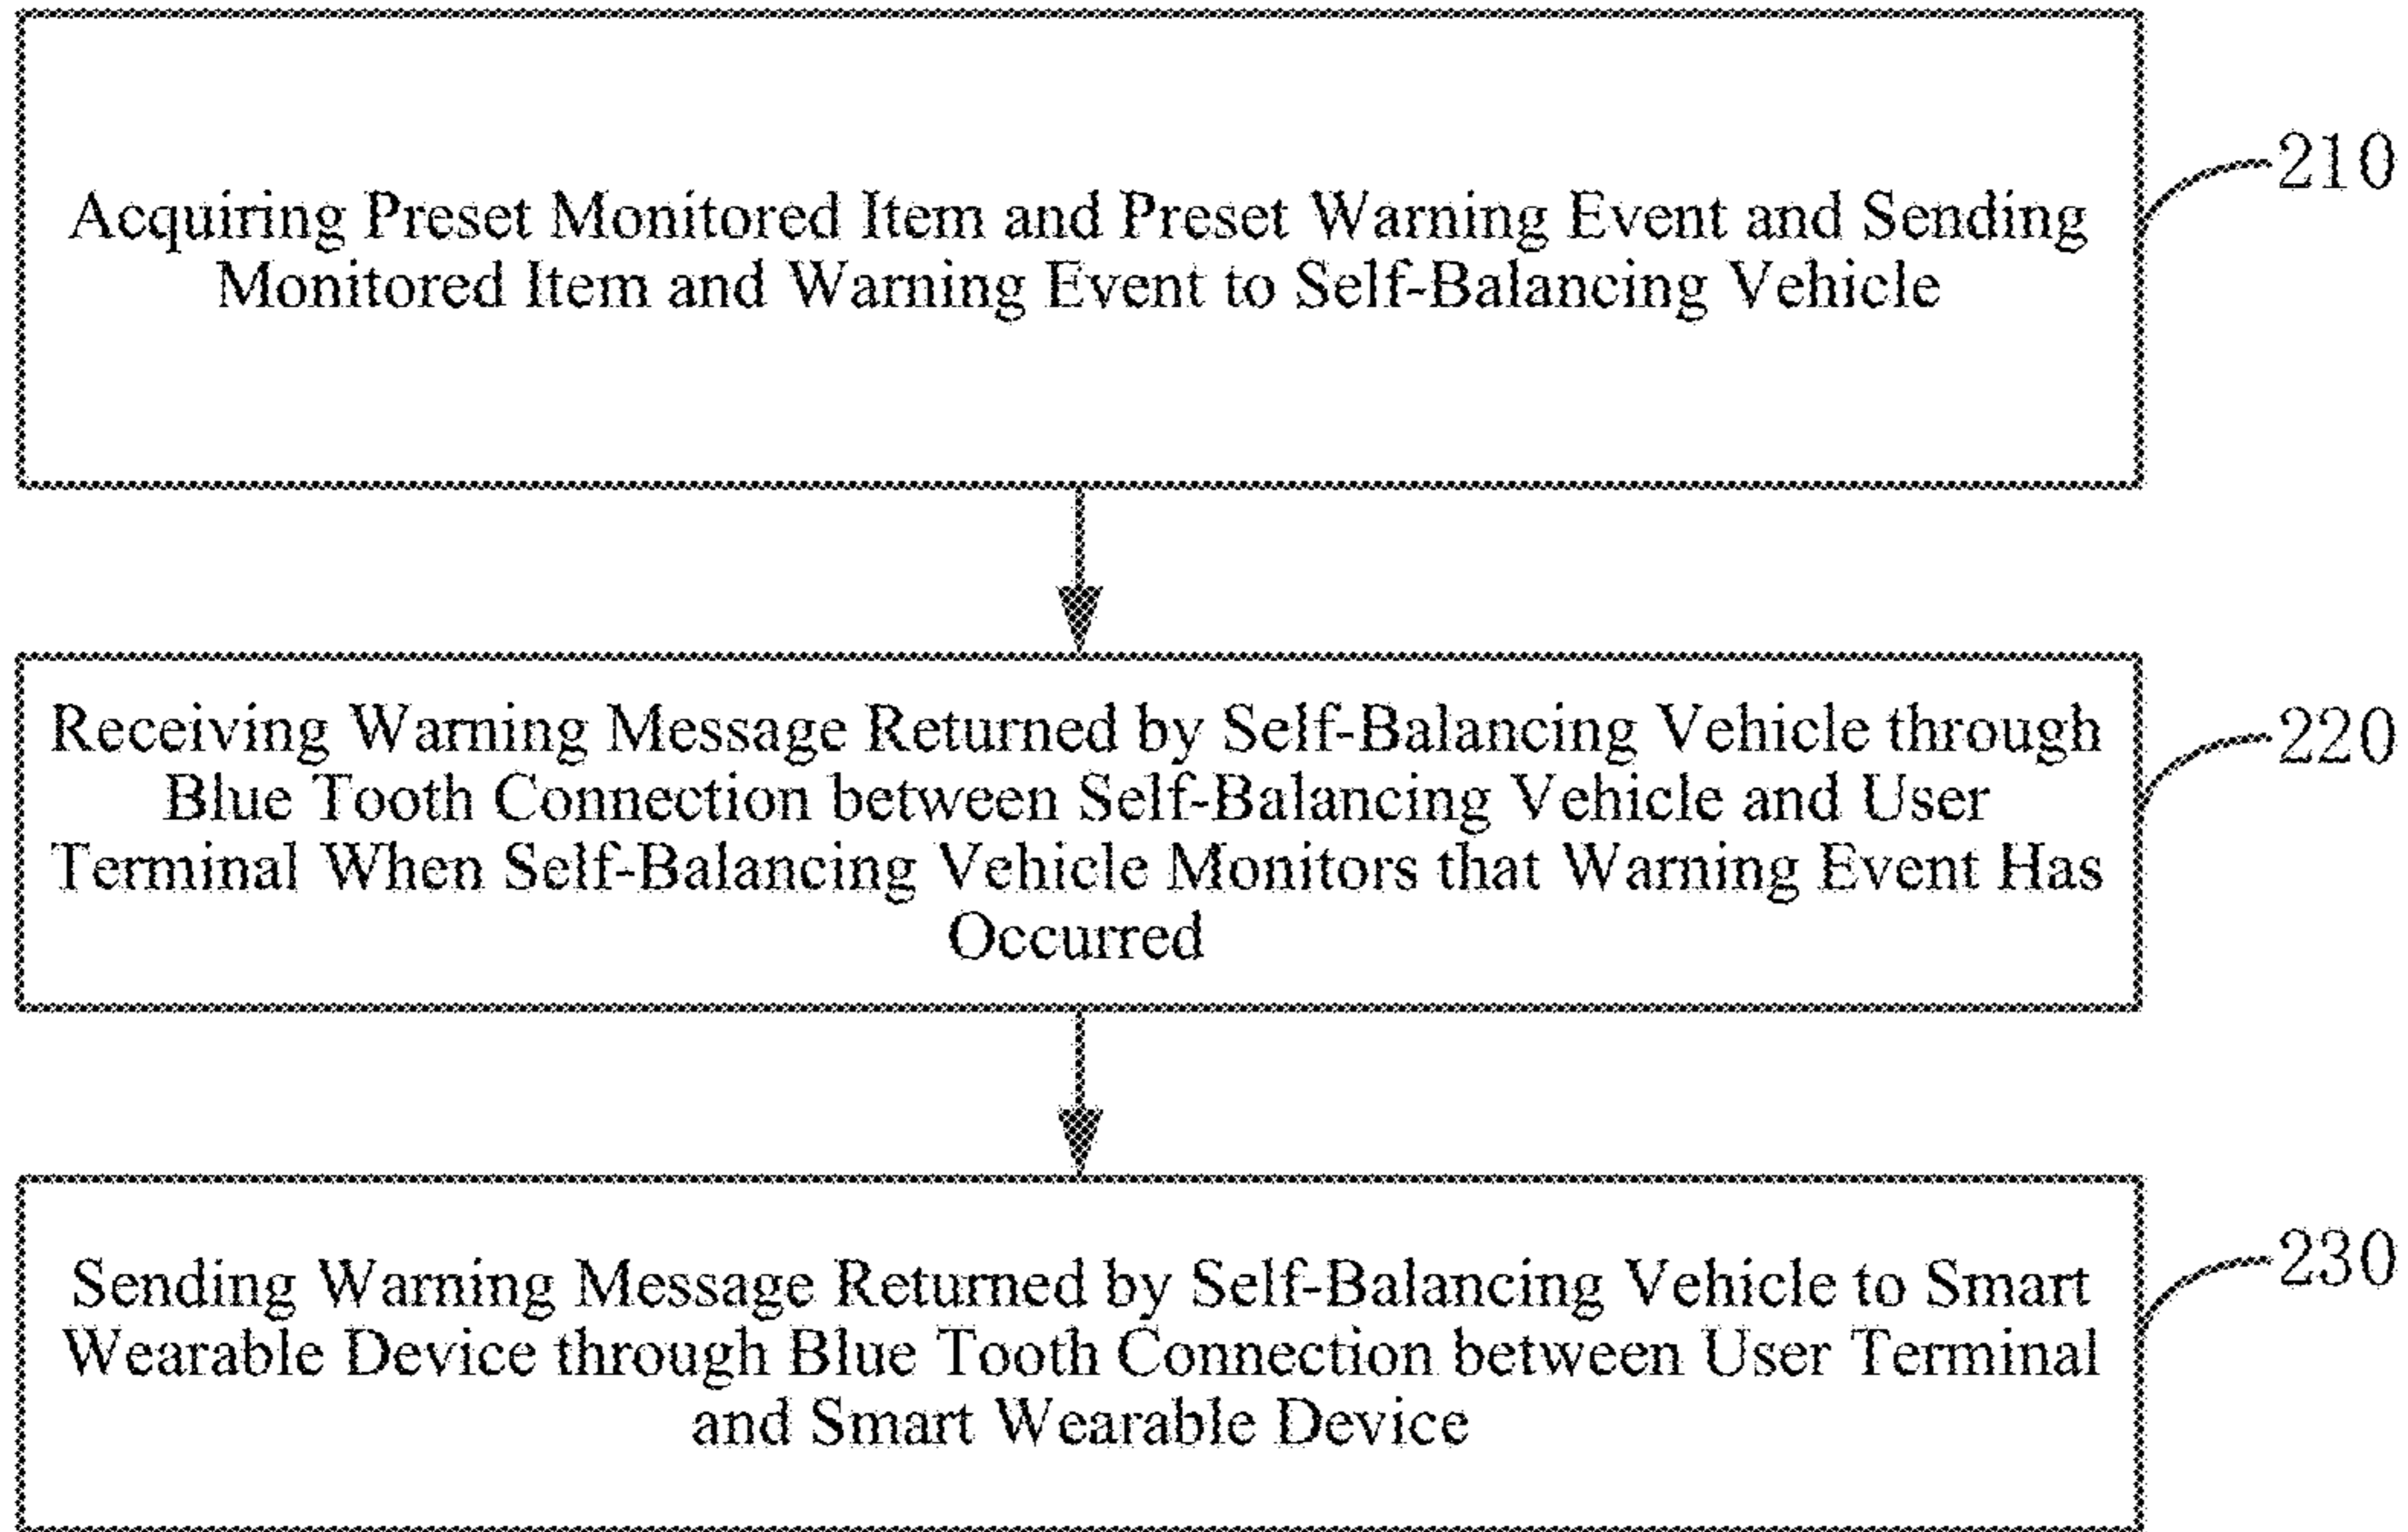 Acquiring Preset Monitored Item and Preset Warning Event and Sending
Monitored Item and Warning Event to Self-Balancing Vehicle
210
Receiving Warning Message Returned by Self-Balancing Vehicle through
Blue Tooth Connection between Self-Balancing Vehicle and User
Terminal When Self-Balancing Vehicle Monitors that Warning Event Has
Occurred
220
Sending Warning Message Returned by Self-Balancing Vehicle to Smart
Wearable Device through Blue Tooth Connection between User Terminal
and Smart Wearable Device
230